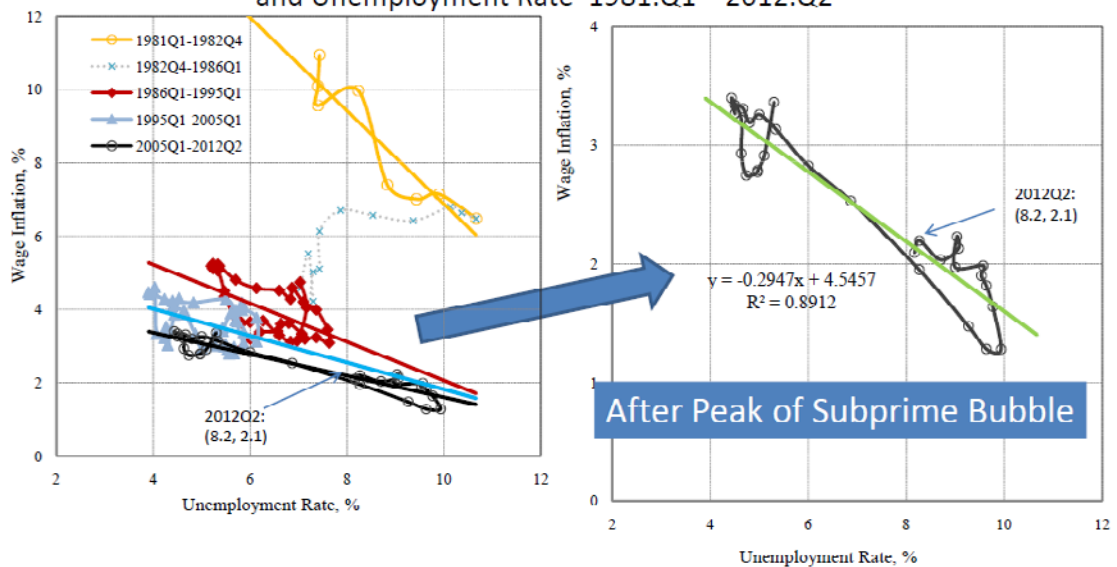 and Unemployment Rate 1981:Q1 – 2012:Q2
12
10
8
6
4
2
0
2
4
6
8
10
12
Wage Inflation, %
Unemployment Rate, %
1981Q1-1982Q4
1982Q4-1986Q1
1986Q1-1995Q1
1995Q1 2005Q1
2005Q1-2012Q2
2012Q2:
(8.2, 2.1)
4
3
2
1
0
2
4
6
8
10
12
Wage Inflation, %
Unemployment Rate, %
2012Q2:
(8.2, 2.1)
y = -0.2947x + 4.5457
R² = 0.8912
After Peak of Subprime Bubble